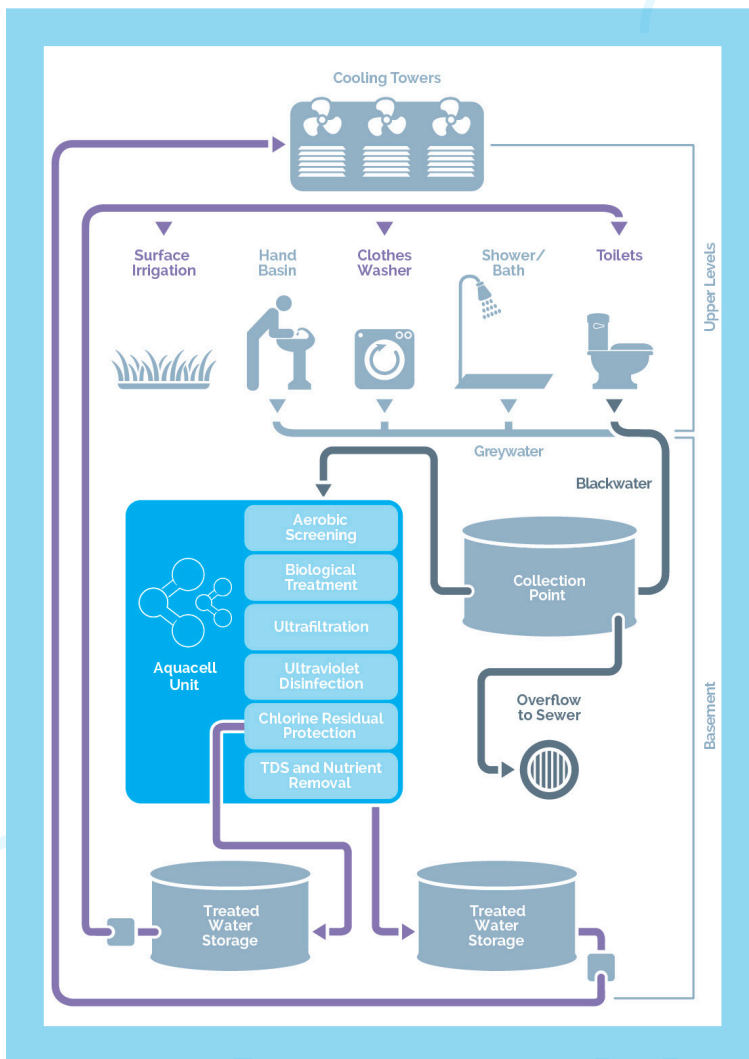 Cooling Towers
Surface
Irrigation
Hand
Basin
Clothes
Washer
Shower/
Bath
Toilets
Upper Levels
Greywater
Blackwater
Aerobic
Screening
Biological
Treatment
Ultrafiltration
Ultraviolet
Disinfection
Chlorine Residual
Protection
TDS and Nutrient
Removal
Aquacell
Unit
Collection
Point
Overflow
to Sewer
Basement
Treated
Water
Storage
Treated
Water
Storage